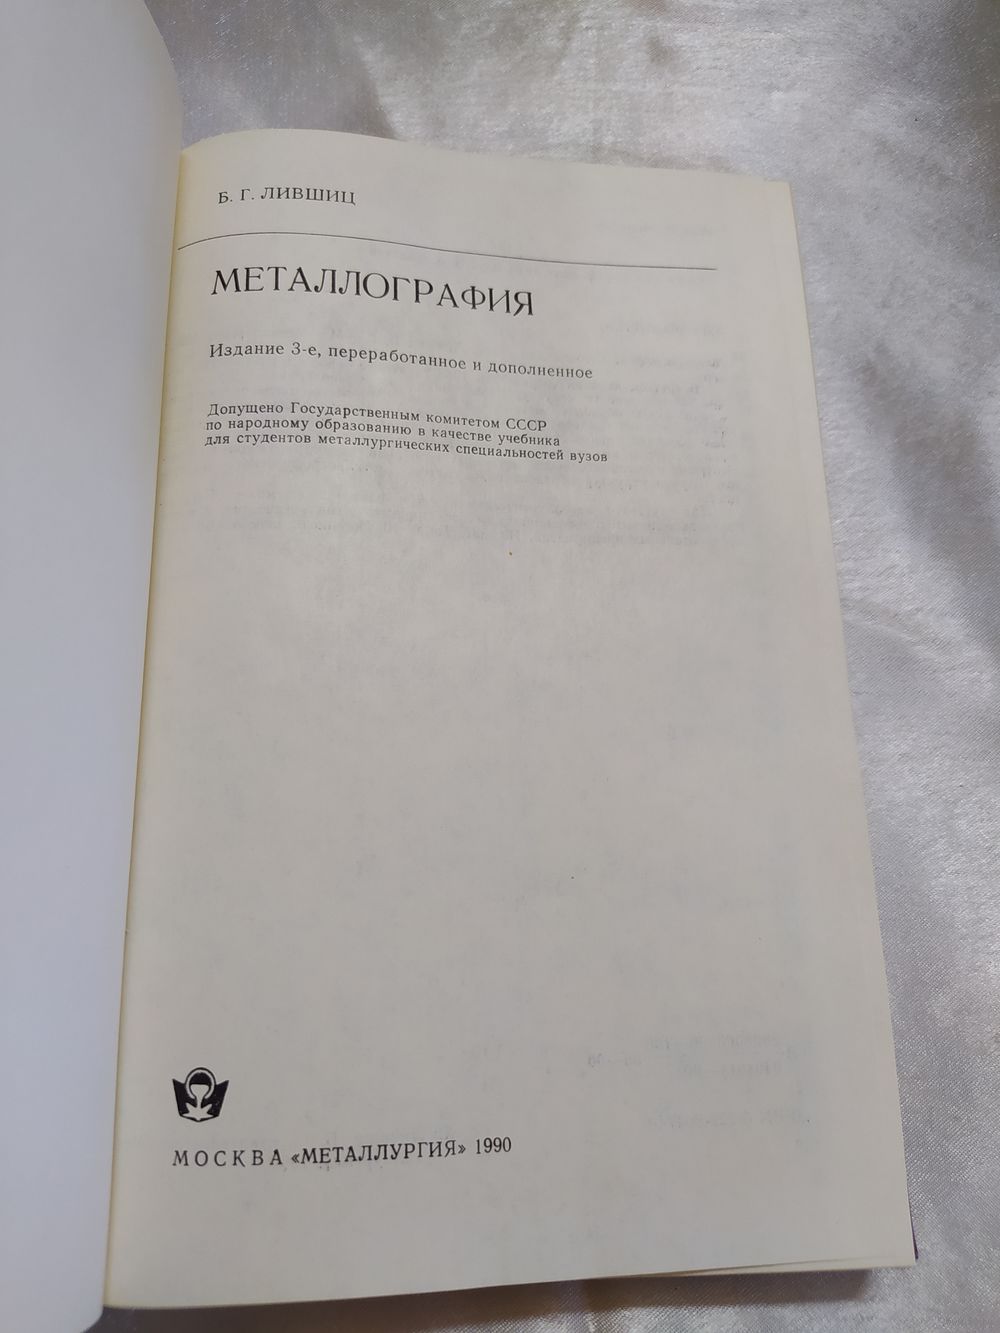 Б. Г. ЛИВШИЦ
МЕТАЛЛОГРАФИЯ
Издание 3-е, переработанное и дополненное
Допущено Государственным комитетом СССР
по народному образованию в качестве учебника
для студентов металлургических специальностей вузов
МОСКВА «МЕТАЛЛУРГИЯ» 1990